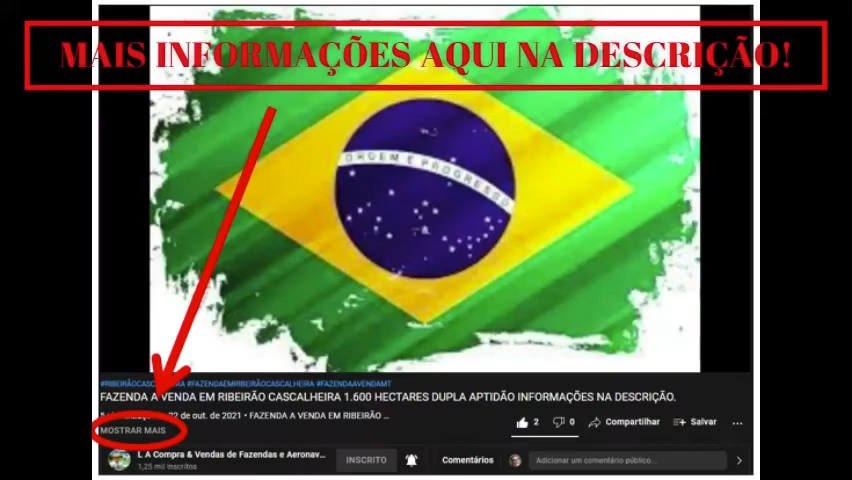 MAIS INFORMAÇÕES AQUI NA DESCRIÇÃO!
ORDEM E PROGRESSO
#FAZENDAEMRIBEIRÃOCASCALHEIRA #FAZENDAAVENDAMT
FAZENDA A VENDA EM RIBEIRÃO CASCALHEIRA 1.600 HECTARES DUPLA APTIDÃO INFORMAÇÕES NA DESCRIÇÃO.
22 de out. de 2021 • FAZENDA A VENDA EM RIBEIRÃO ...
MOSTRAR MAIS
2 0 Compartilhar Salvar ...
L A Compra & Vendas de Fazendas e Aeronav...
1,25 mil inscritos
INSCRITO
Comentários
Adicionar um comentário público...